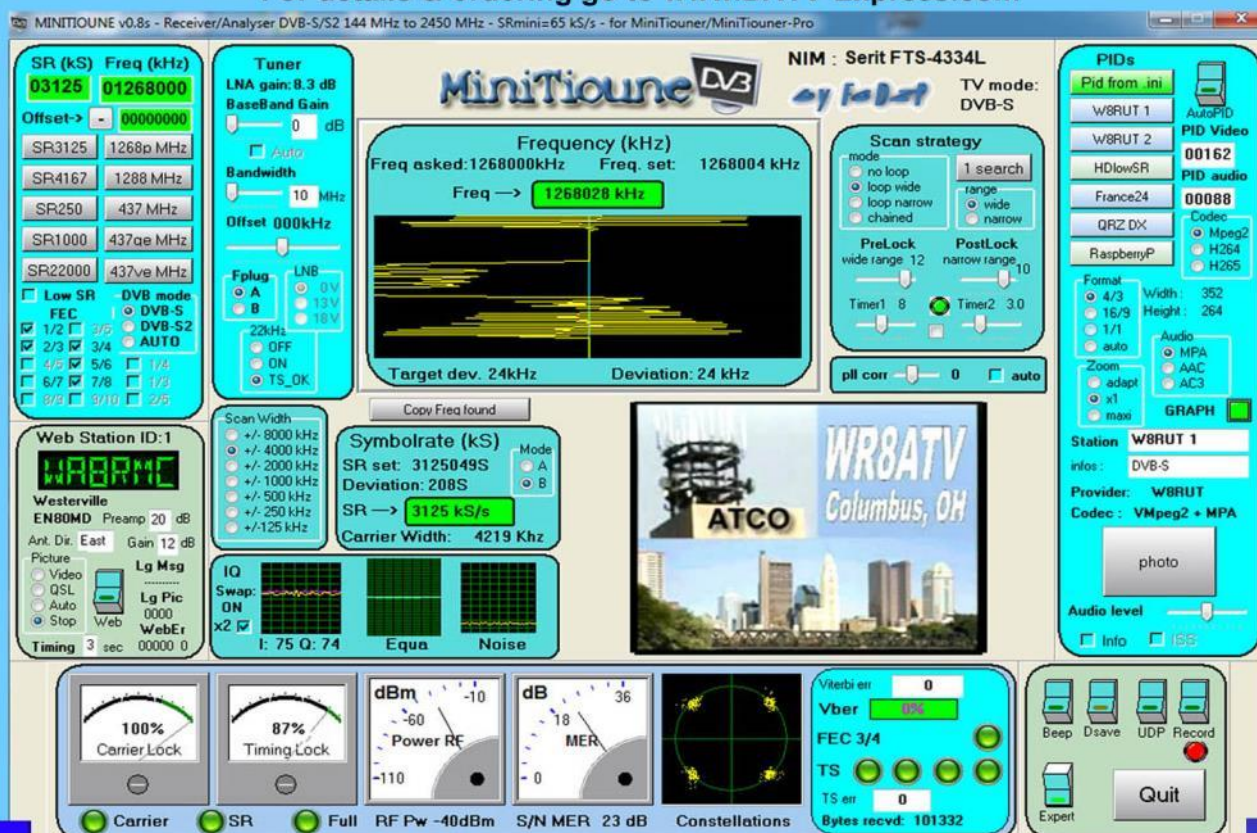 MINITIOUNE v0.8s - Receiver/Analyser DVB-S/S2 144 MHz to 2450 MHz - SRmini=65 kS/s - for MiniTiouner/MiniTiouner-Pro
SR (kS) Freq (kHz)
03125 01268000
Offset-> - 00000000
SR3125 1268p MHz
SR4167 1288 MHz
SR250 437 MHz
SR1000 437qe MHz
SR22000 437ve MHz
Low SR DVB mode
FEC DVB-S
1/2 3/5 DVB-S2
2/3 3/4 AUTO
4/5 5/6 1/4
6/7 7/8 1/3
8/9 9/10 2/5
Tuner
LNA gain: 8.3 dB
BaseBand Gain
0 dB
Auto
Bandwidth
10 MHz
Offset 000kHz
Fplug LNB
A 0V
B 13V
18V
22kHz
OFF
ON
TS_OK
MiniTioune DVB
NIM : Serit FTS-4334L
TV mode:
DVB-S
Frequency (kHz)
Freq asked:1268000kHz Freq. set: 1268004 kHz
Freq —> 1268028 kHz
Target dev. 24kHz Deviation: 24 kHz
Scan strategy
mode
no loop
loop wide
loop narrow
chained
1 search
range
wide
narrow
PreLock PostLock
wide range 12 narrow range 10
Timer1 8 Timer2 3.0
pll corr 0 auto
PIDs
Pid from .ini
W8RUT 1
W8RUT 2
HDlowSR
France24
QRZ DX
RaspberryP
AutoPID
PID Video
00162
PID audio
00088
Codec
Mpeg2
H264
H265
Format
4/3 Width : 352
16/9 Height : 264
1/1
auto
Audio
MPA
AAC
AC3
Zoom
adapt
x1
maxi
GRAPH
Station W8RUT 1
infos : DVB-S
Provider: W8RUT
Codec : VMpeg2 + MPA
photo
Audio level
Info ISS
Web Station ID:1
WA8RMC
Westerville
EN80MD Preamp 20 dB
Ant. Dir. East Gain 12 dB
Picture
Video
QSL
Auto
Stop
Web
Lg Msg
----------
Lg Pic
0000
WebEr
00000 0
Timing 3 sec
Scan Width
+/- 8000 kHz
+/- 4000 kHz
+/- 2000 kHz
+/- 1000 kHz
+/- 500 kHz
+/- 250 kHz
+/-125 kHz
Copy Freq found
Symbolrate (kS)
SR set: 3125049S
Deviation: 208S
SR —> 3125 kS/s
Carrier Width: 4219 Khz
Mode
A
B
IQ
Swap:
ON
x2
I: 75 Q: 74 Equa Noise
WR8ATV
Columbus, OH
ATCO
100%
Carrier Lock
87%
Timing Lock
dBm -10
-60
Power RF
-110
dB 36
18
MER
0
Viterbi err 0
Vber 0%
FEC 3/4
TS
TS err 0
Bytes recvd: 101332
Carrier SR Full RF Pw -40dBm S/N MER 23 dB Constellations
Beep Dsave UDP Record
Expert
Quit